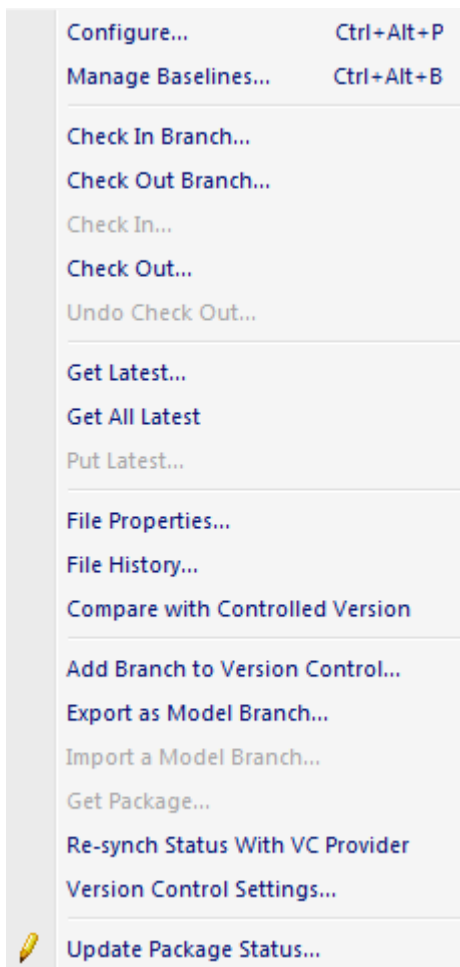 Configure... Ctrl+Alt+P
Manage Baselines... Ctrl+Alt+B
Check In Branch...
Check Out Branch...
Check In...
Check Out...
Undo Check Out...
Get Latest...
Get All Latest
Put Latest...
File Properties...
File History...
Compare with Controlled Version
Add Branch to Version Control...
Export as Model Branch...
Import a Model Branch...
Get Package...
Re-synch Status With VC Provider
Version Control Settings...
Update Package Status...